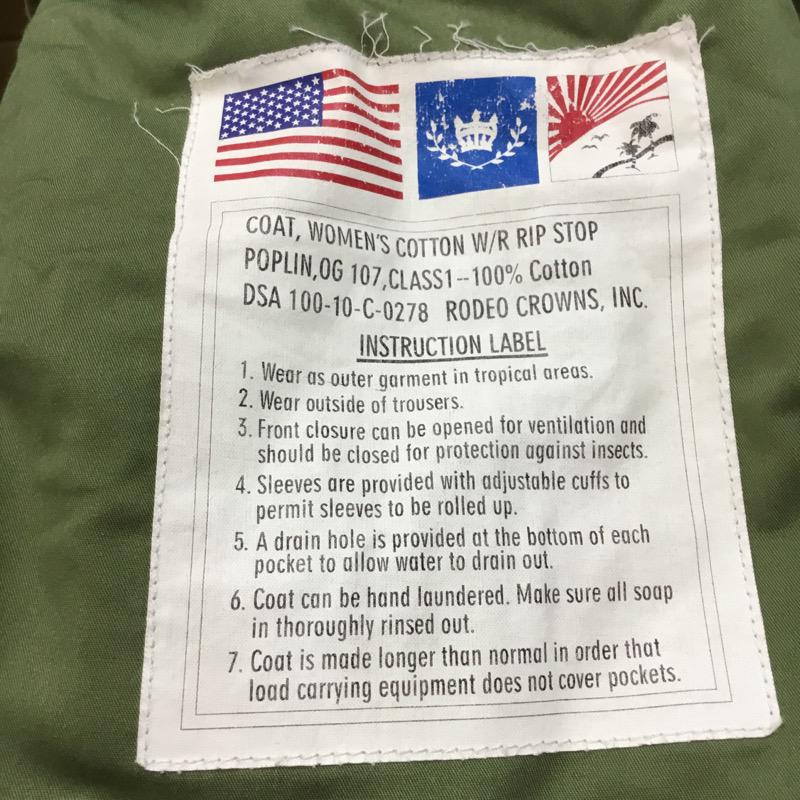 COAT, WOMEN'S COTTON W/R RIP STOP
POPLIN,OG 107,CLASS1--100% Cotton
DSA 100-10-C-0278 RODEO CROWNS, INC.
INSTRUCTION LABEL
1. Wear as outer garment in tropical areas.
2. Wear outside of trousers.
3. Front closure can be opened for ventilation and
should be closed for protection against insects.
4. Sleeves are provided with adjustable cuffs to
permit sleeves to be rolled up.
5. A drain hole is provided at the bottom of each
pocket to allow water to drain out.
6. Coat can be hand laundered. Make sure all soap
in thoroughly rinsed out.
7. Coat is made longer than normal in order that
load carrying equipment does not cover pockets.